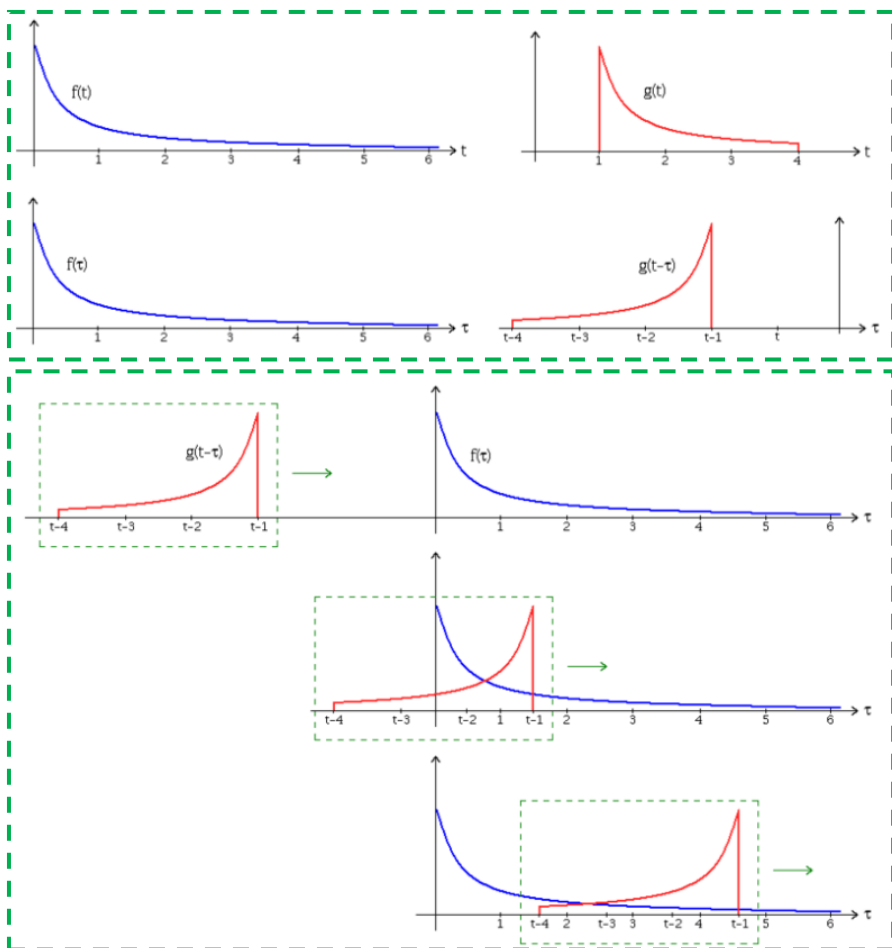 f(t)
1 2 3 4 5 6 t
g(t)
1 2 3 4 t
f(τ)
1 2 3 4 5 6 τ
g(t-τ)
t-4 t-3 t-2 t-1 t τ
g(t-τ)
t-4 t-3 t-2 t-1
f(τ)
1 2 3 4 5 6 τ
t-4 t-3 t-2 1 t-1 2 3 4 5 6 τ
1 t-4 2 t-3 3 t-2 4 t-1 5 6 τ